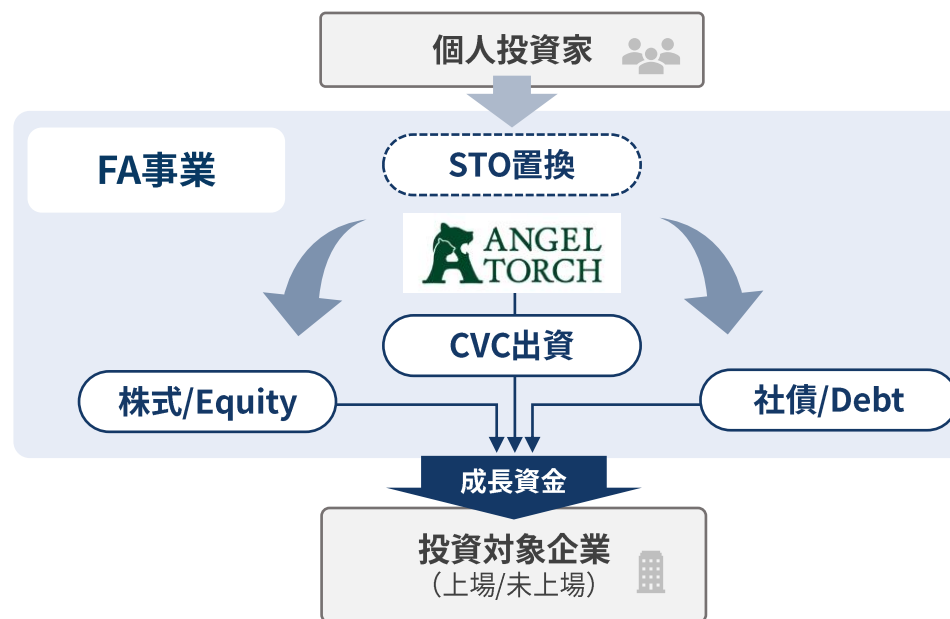 個人投資家
FA事業
STO置換
ANGEL
TORCH
CVC出資
株式/Equity
社債/Debt
成長資金
投資対象企業
（上場/未上場）